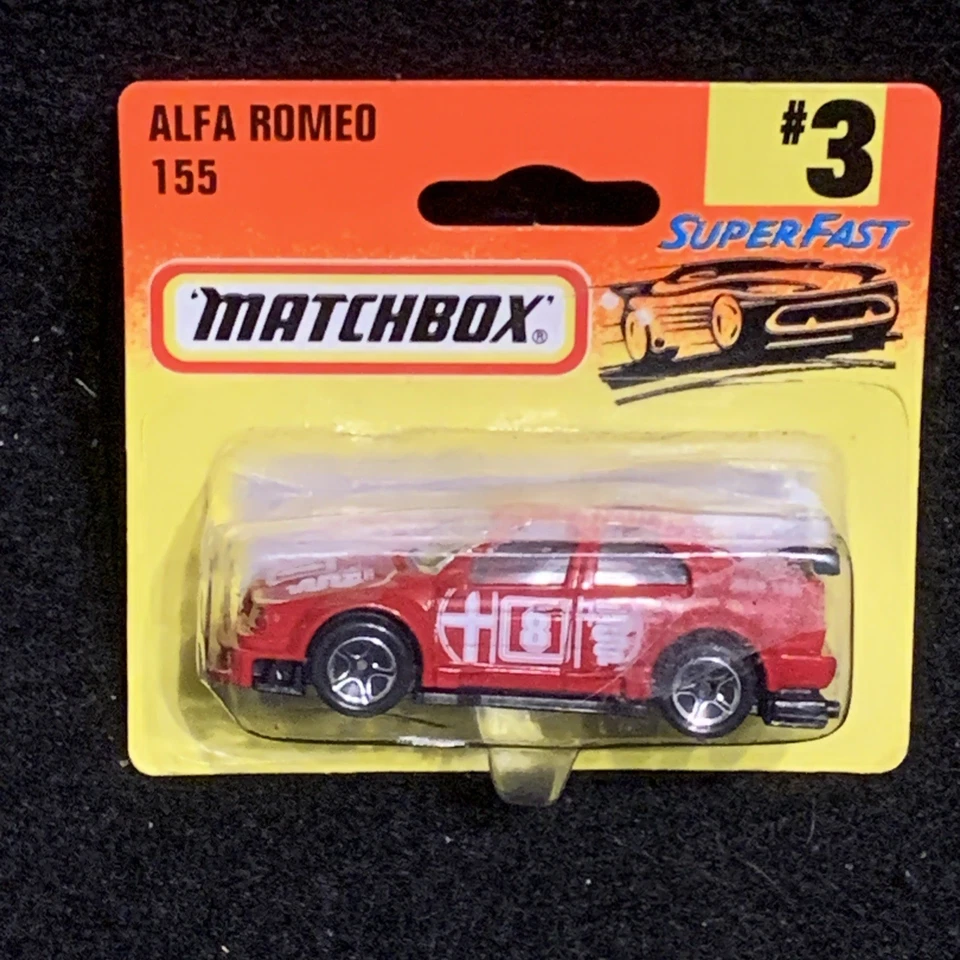 ALFA ROMEO
155
#3
SUPERFAST
'MATCHBOX'®
8